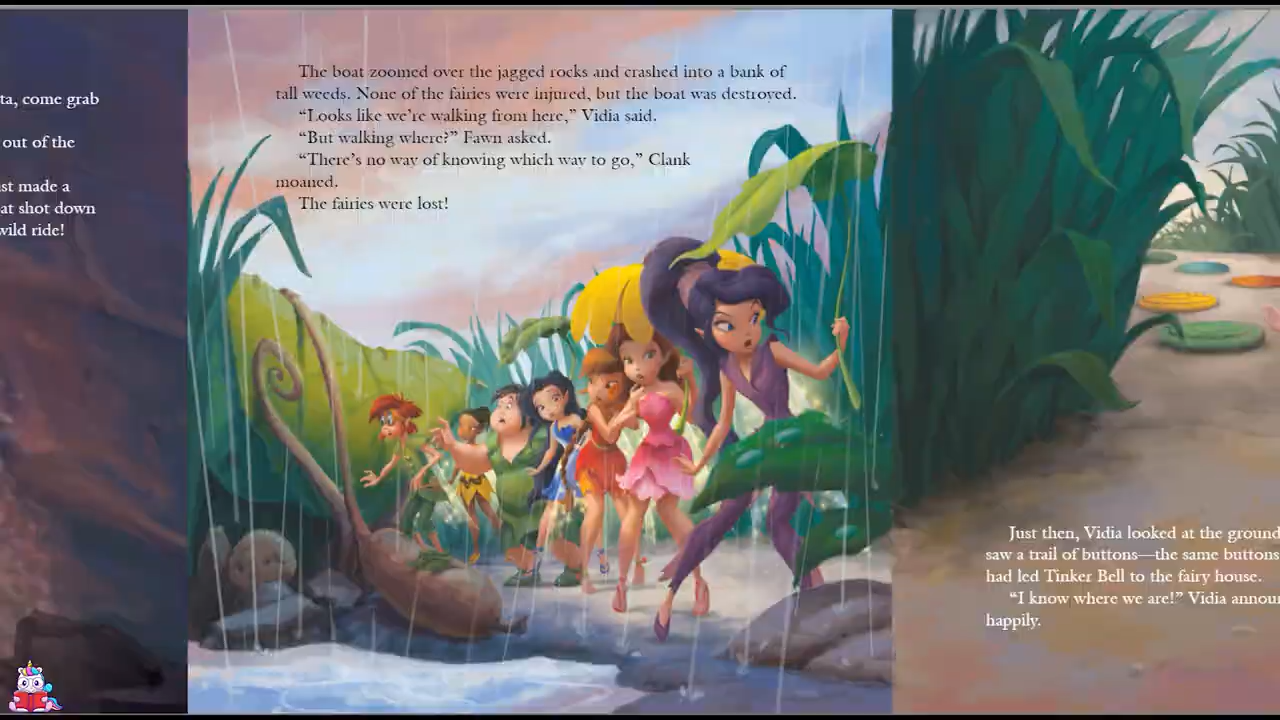 ta, come grab
out of the
st made a
at shot down
wild ride!
The boat zoomed over the jagged rocks and crashed into a bank of
tall weeds. None of the fairies were injured, but the boat was destroyed.
“Looks like we’re walking from here,” Vidia said.
“But walking where?” Fawn asked.
“There’s no way of knowing which way to go,” Clank
moaned.
The fairies were lost!
Just then, Vidia looked at the ground
saw a trail of buttons—the same buttons
had led Tinker Bell to the fairy house.
“I know where we are!” Vidia announ
happily.